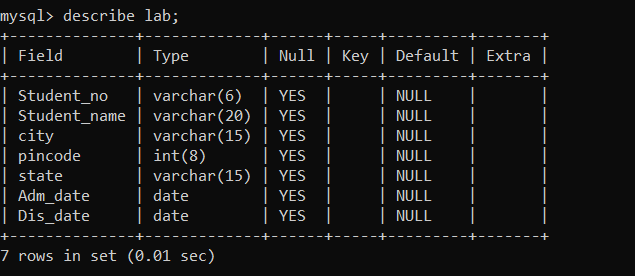 mysql> describe lab;
+--------------+-------------+------+-----+---------+-------+
| Field        | Type        | Null | Key | Default | Extra |
+--------------+-------------+------+-----+---------+-------+
| Student_no   | varchar(6)  | YES  |     | NULL    |       |
| Student_name | varchar(20) | YES  |     | NULL    |       |
| city         | varchar(15) | YES  |     | NULL    |       |
| pincode      | int(8)      | YES  |     | NULL    |       |
| state        | varchar(15) | YES  |     | NULL    |       |
| Adm_date     | date        | YES  |     | NULL    |       |
| Dis_date     | date        | YES  |     | NULL    |       |
+--------------+-------------+------+-----+---------+-------+
7 rows in set (0.01 sec)